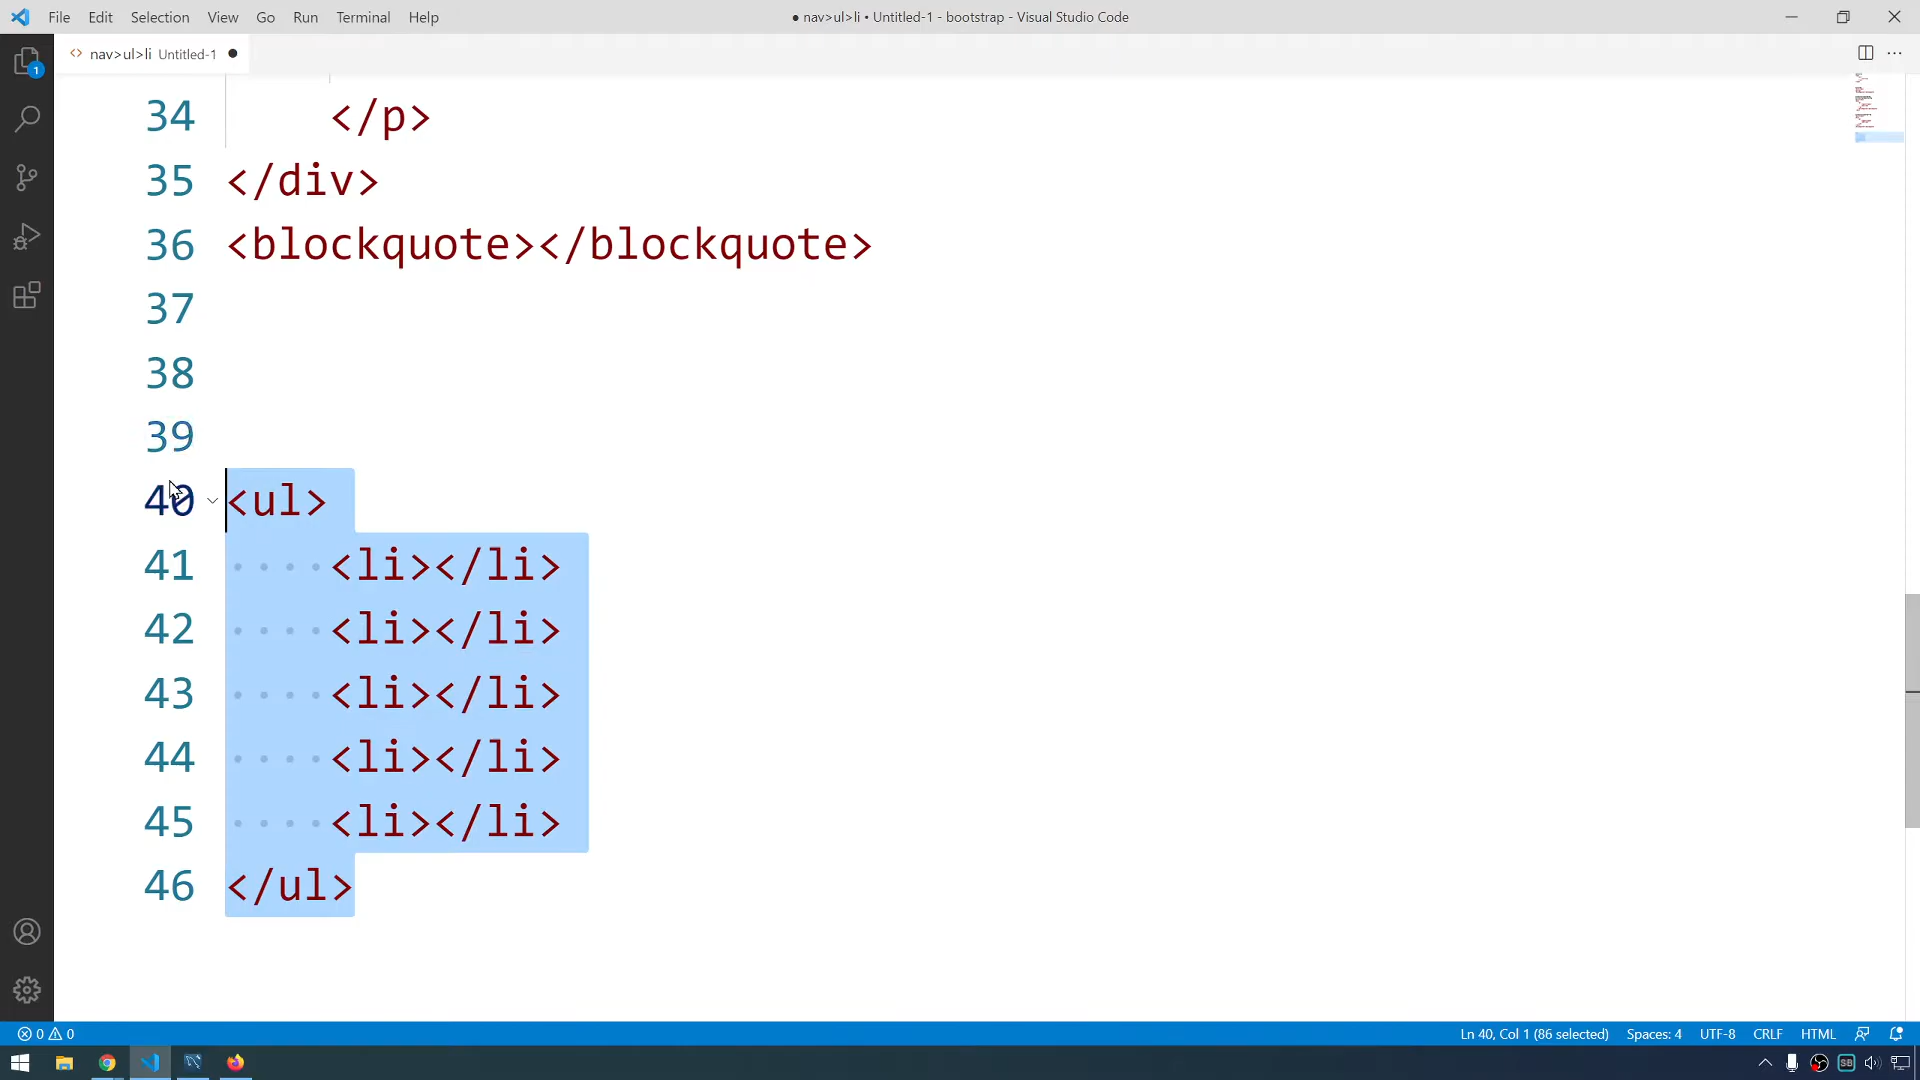 File Edit Selection View Go Run Terminal Help
● nav>ul>li • Untitled-1 - bootstrap - Visual Studio Code
nav>ul>li Untitled-1 ●
1
34 </p>
35 </div>
36 <blockquote></blockquote>
37
38
39
40 <ul>
41 <li></li>
42 <li></li>
43 <li></li>
44 <li></li>
45 <li></li>
46 </ul>
0 0 Ln 40, Col 1 (86 selected) Spaces: 4 UTF-8 CRLF HTML
SB